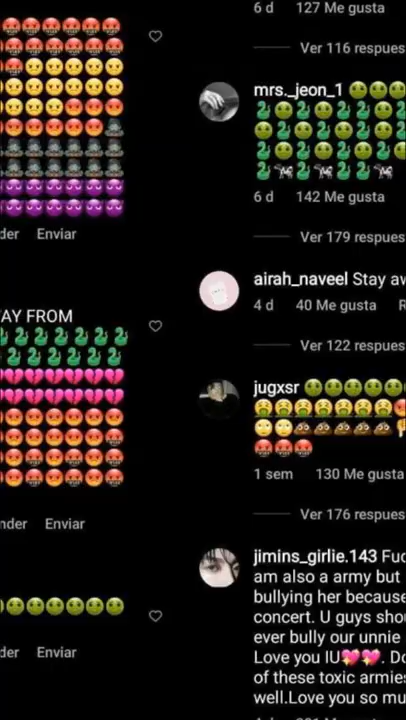 der Enviar
AY FROM
nder Enviar
der Enviar
6 d 127 Me gusta
Ver 116 respues
mrs._jeon_1
6 d 142 Me gusta
Ver 179 respues
airah_naveel Stay aw
4 d 40 Me gusta R
Ver 122 respues
jugxsr
1 sem 130 Me gusta
Ver 176 respues
jimins_girlie.143 Fuc
am also a army but
bullying her because
concert. U guys shou
ever bully our unnie
Love you IU💖💖. Do
of these toxic armies
well.Love you so mu